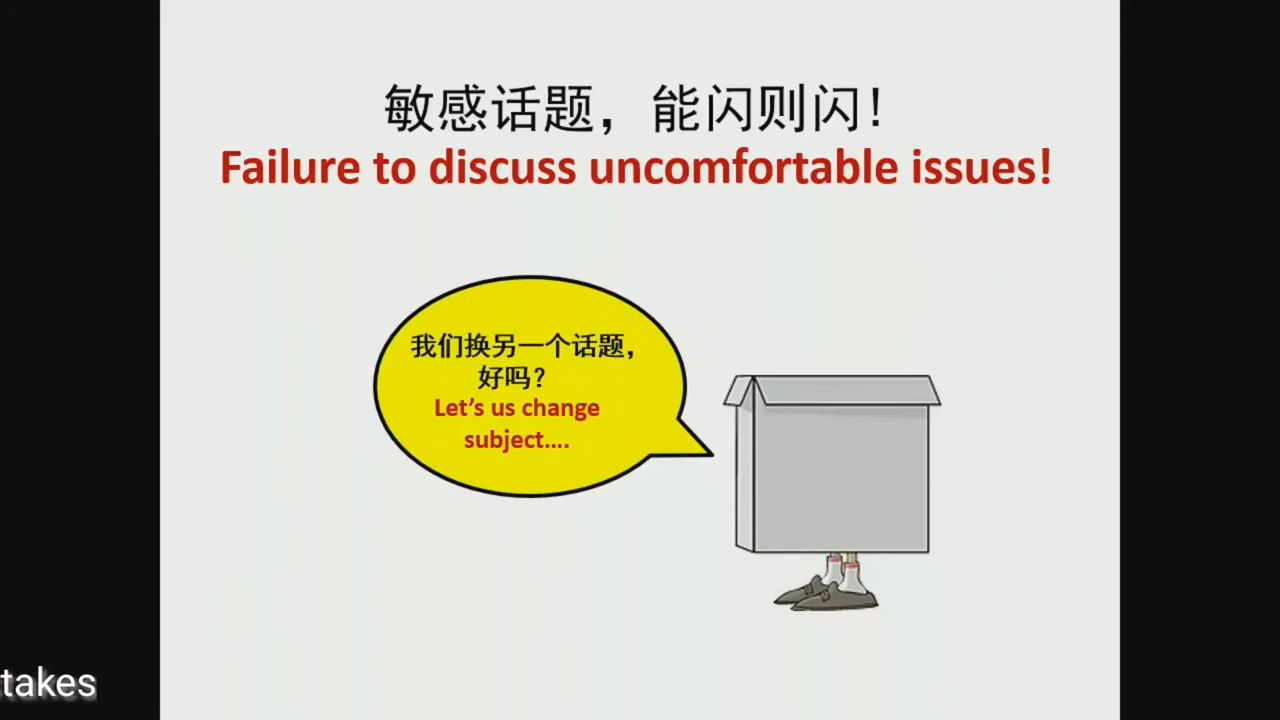 敏感话题，能闪则闪！
Failure to discuss uncomfortable issues!
我们换另一个话题，
好吗？
Let’s us change
subject....
takes